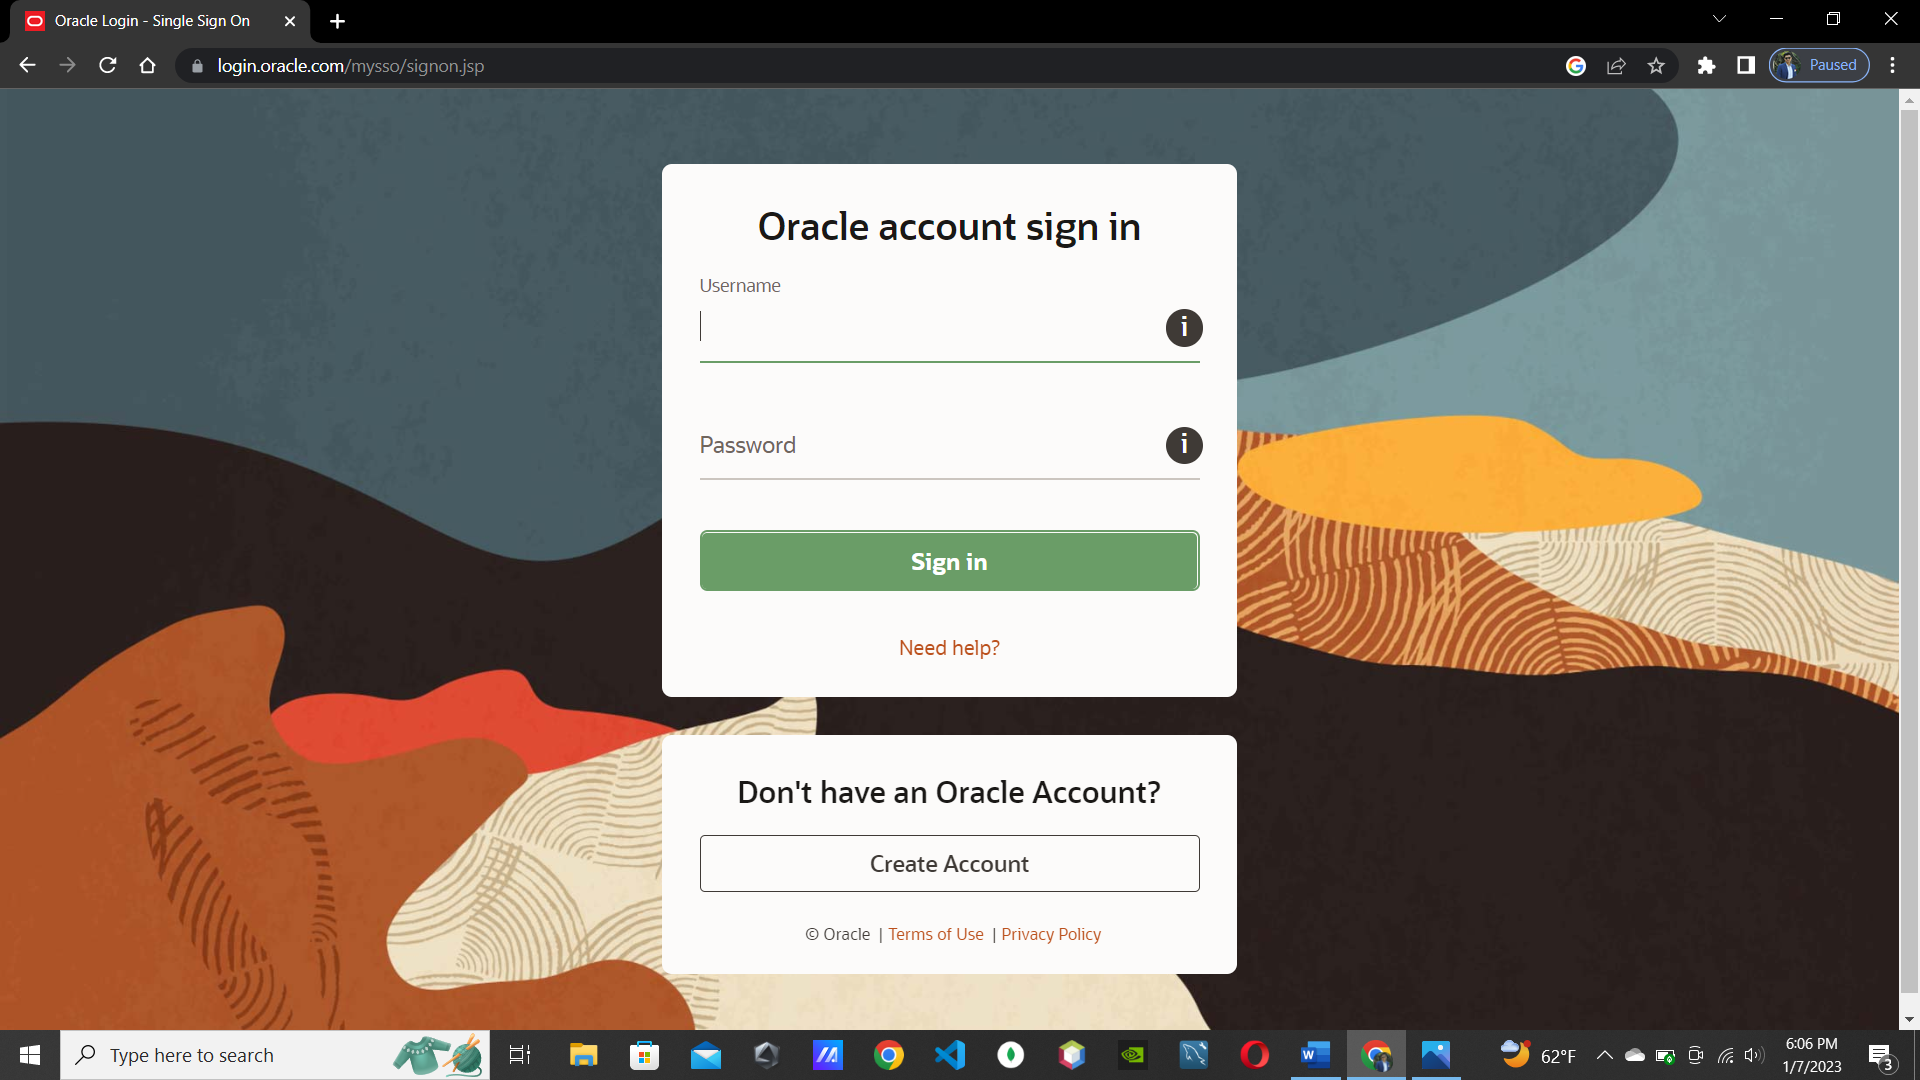 Oracle Login - Single Sign On
login.oracle.com/mysso/signon.jsp
Paused
Oracle account sign in
Username
i
Password
i
Sign in
Need help?
Don't have an Oracle Account?
Create Account
© Oracle | Terms of Use | Privacy Policy
Type here to search
62°F
6:06 PM
1/7/2023
3